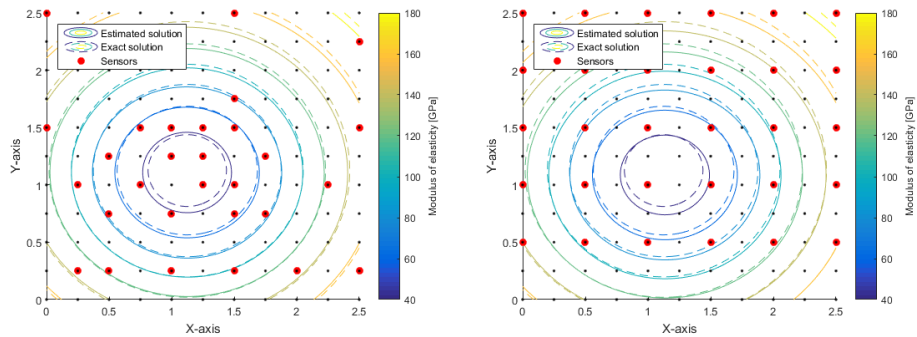 2.5
2
1.5
1
0.5
0
0 0.5 1 1.5 2 2.5
X-axis
Y-axis
Estimated solution
Exact solution
Sensors
180
160
140
120
100
80
60
40
Modulus of elasticity [GPa]
2.5
2
1.5
1
0.5
0
0 0.5 1 1.5 2 2.5
X-axis
Y-axis
Estimated solution
Exact solution
Sensors
180
160
140
120
100
80
60
40
Modulus of elasticity [GPa]